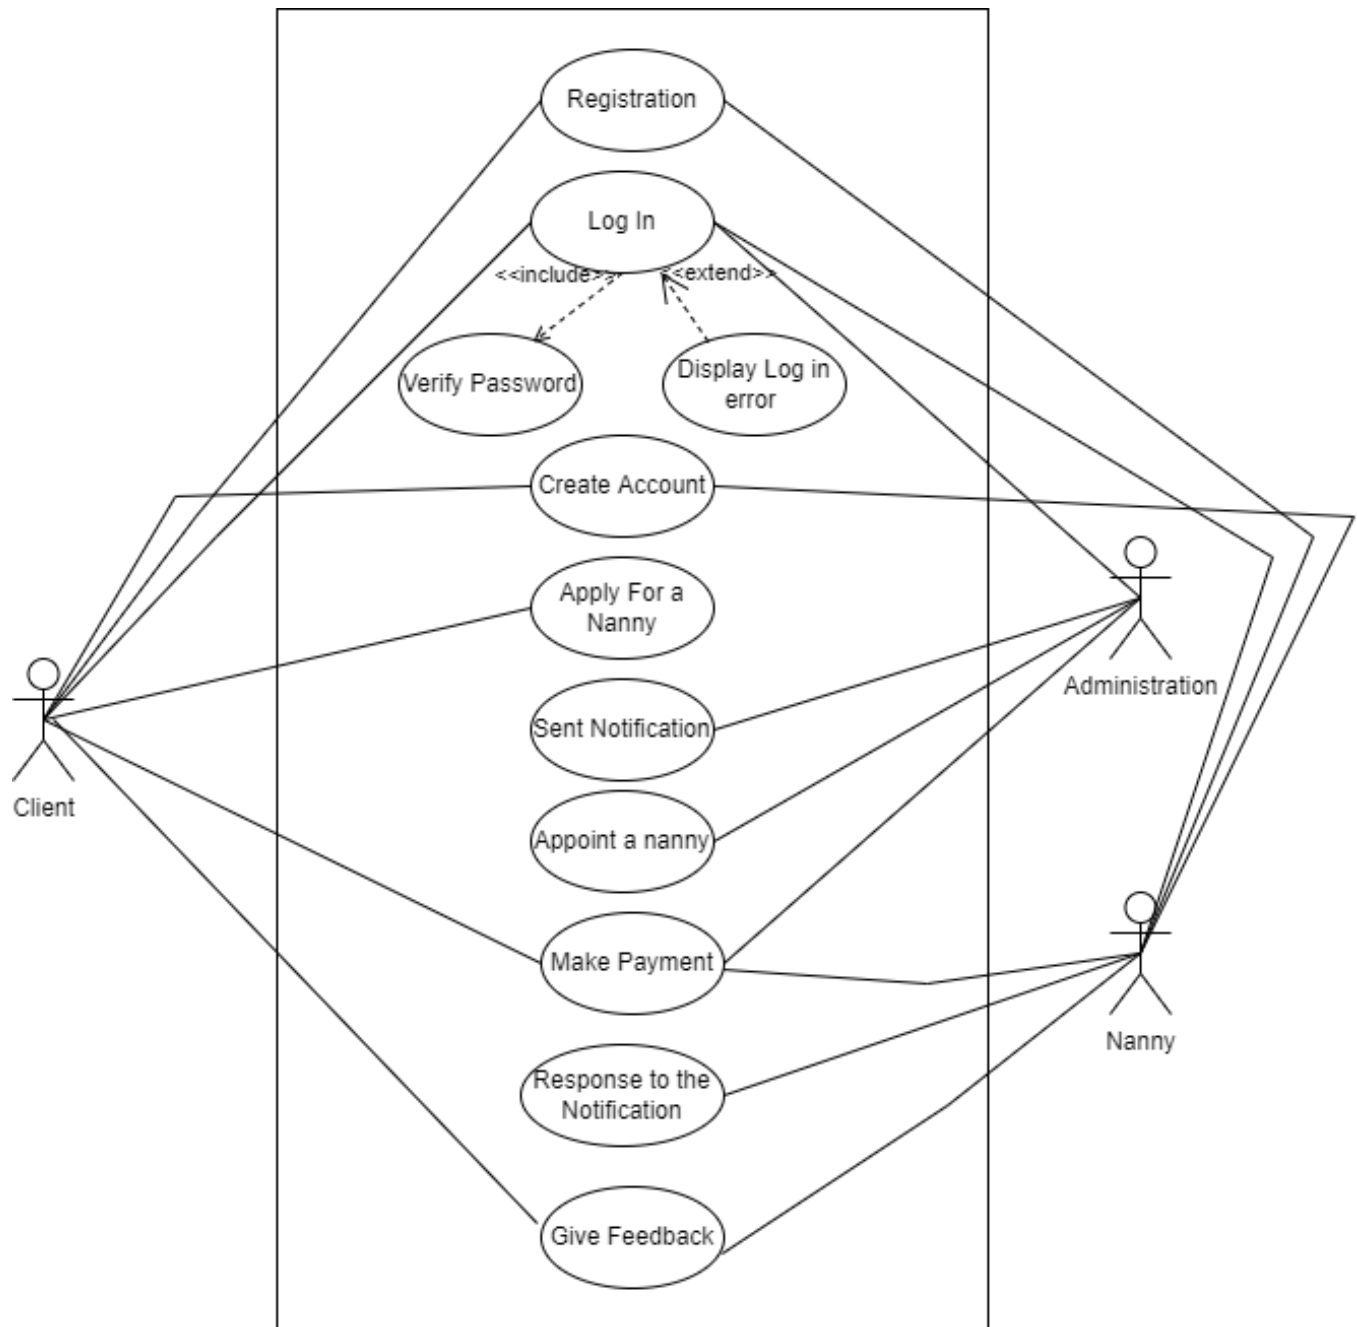 Registration
Log In
<<include>>
<<extend>>
Verify Password
Display Log in
error
Create Account
Apply For a
Nanny
Sent Notification
Administration
Client
Appoint a nanny
Make Payment
Nanny
Response to the
Notification
Give Feedback